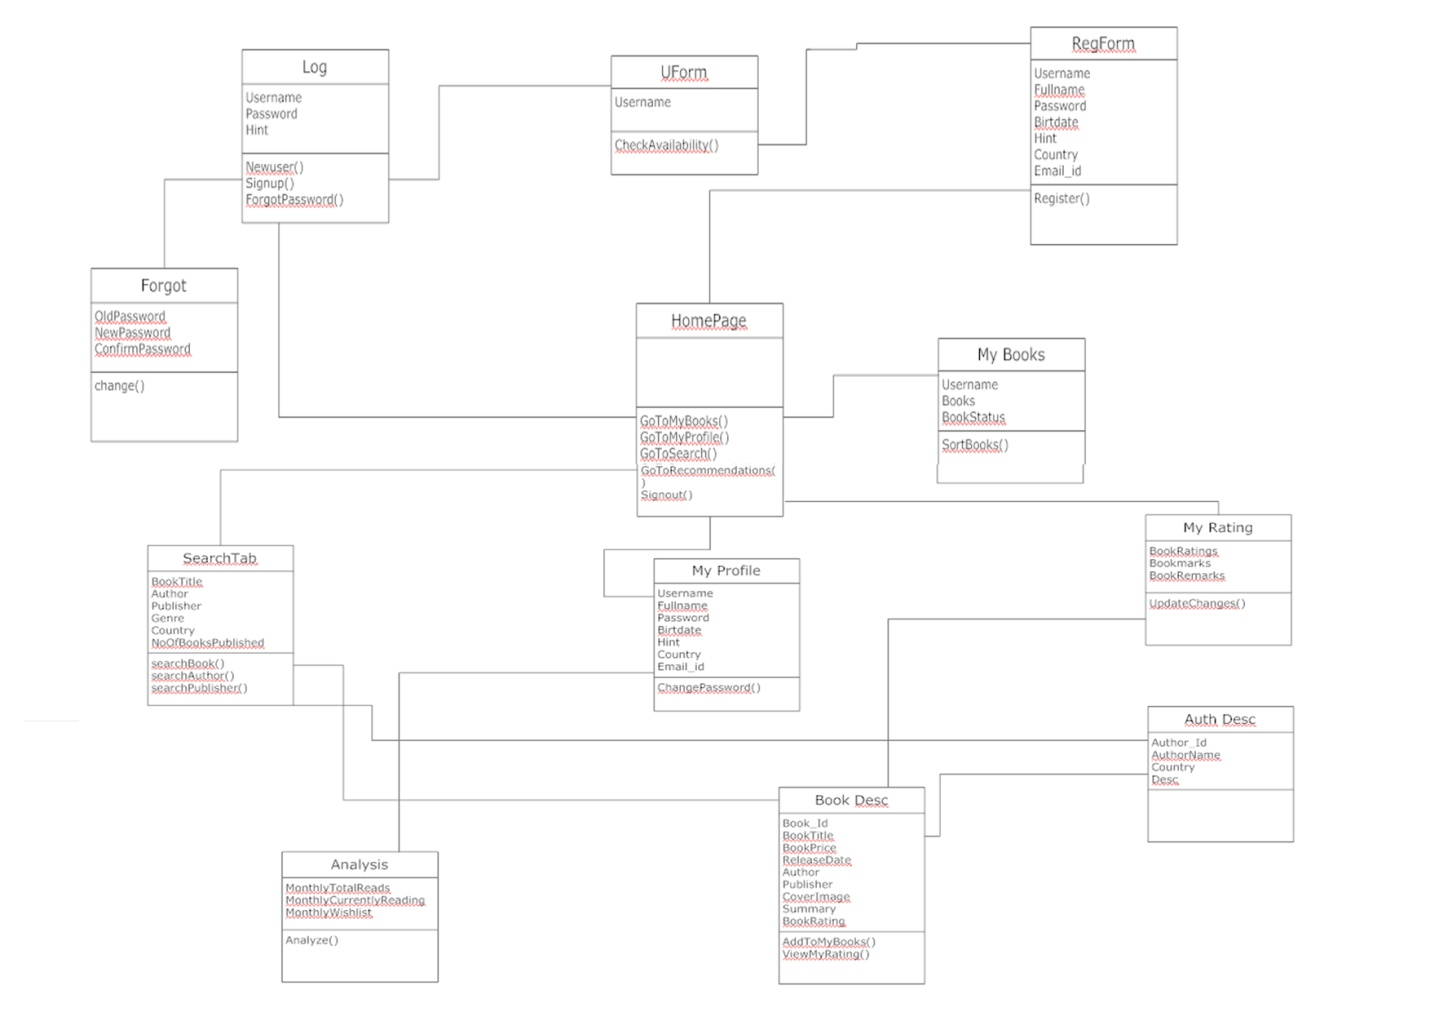 Log
Username
Password
Hint
Newuser()
Signup()
ForgotPassword()
UForm
Username
CheckAvailability()
RegForm
Username
Fullname
Password
Birtdate
Hint
Country
Email_id
Register()
Forgot
OldPassword
NewPassword
ConfirmPassword
change()
HomePage
GoToMyBooks()
GoToMyProfile()
GoToSearch()
GoToRecommendations(
)
Signout()
My Books
Username
Books
BookStatus
SortBooks()
SearchTab
BookTitle
Author
Publisher
Genre
Country
NoOfBooksPublished
searchBook()
searchAuthor()
searchPublisher()
My Profile
Username
Fullname
Password
Birtdate
Hint
Country
Email_id
ChangePassword()
My Rating
BookRatings
Bookmarks
BookRemarks
UpdateChanges()
Auth Desc
Author_Id
AuthorName
Country
Desc
Book Desc
Book_Id
BookTitle
BookPrice
ReleaseDate
Author
Publisher
CoverImage
Summary
BookRating
AddToMyBooks()
ViewMyRating()
Analysis
MonthlyTotalReads
MonthlyCurrentlyReading
MonthlyWishlist
Analyze()